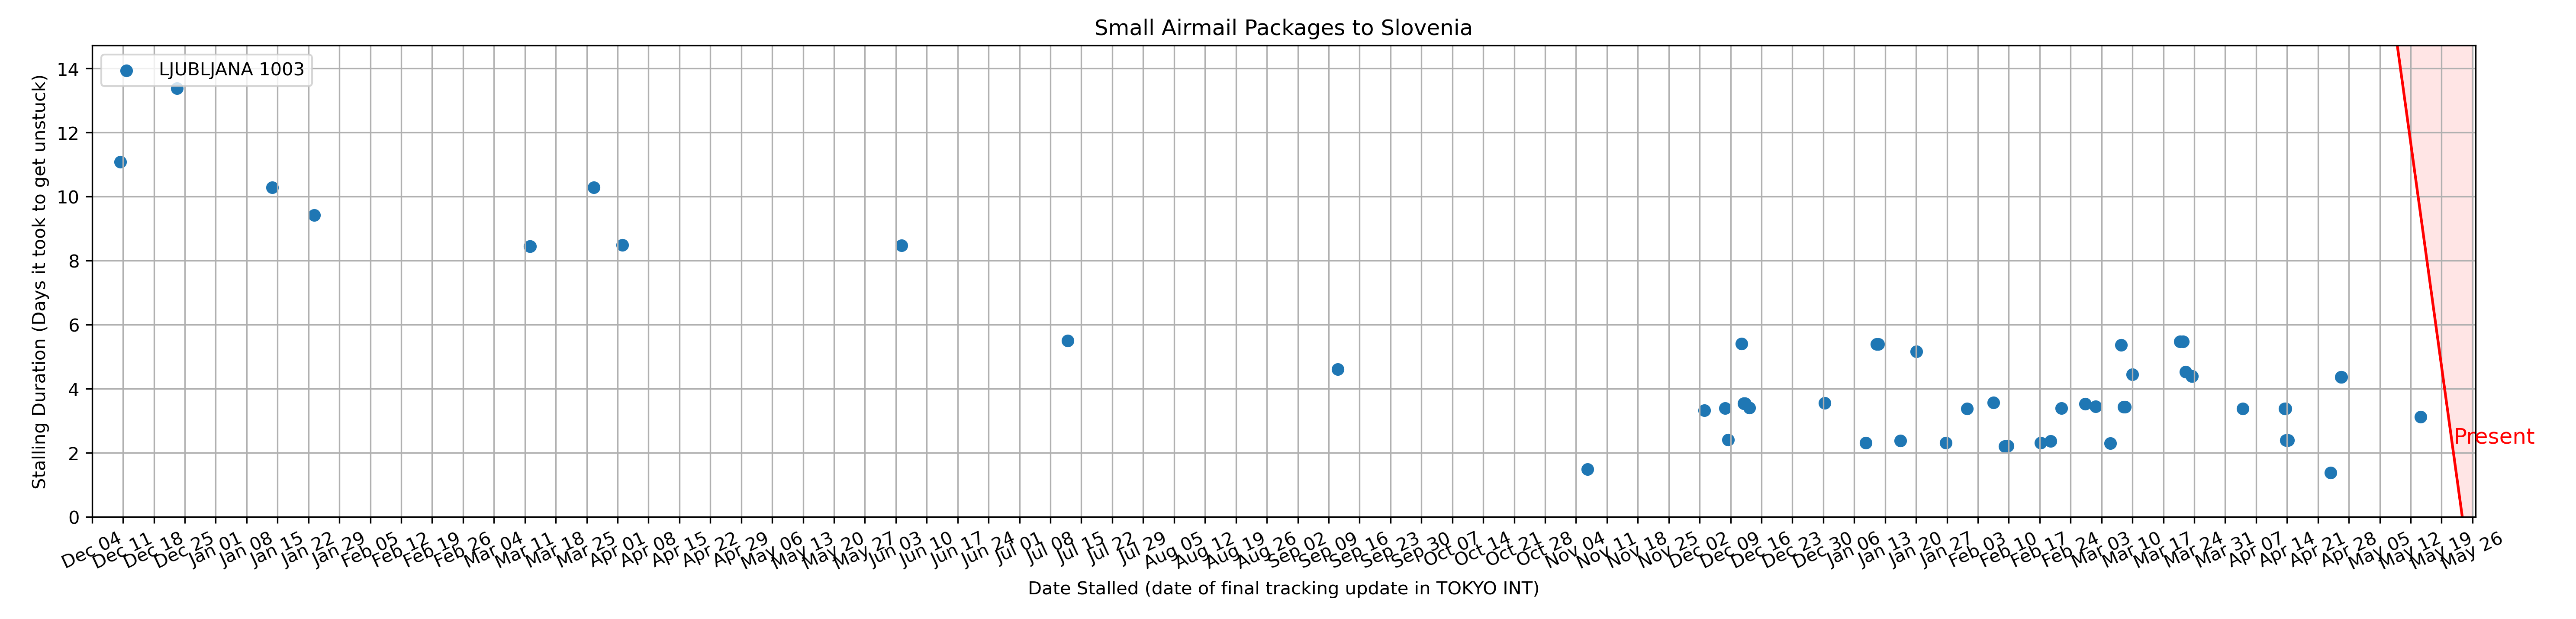 Small Airmail Packages to Slovenia
LJUBLJANA 1003
Stalling Duration (Days it took to get unstuck)
14
12
10
8
6
4
2
0
Present
Dec 04 Dec 11 Dec 18 Dec 25 Jan 01 Jan 08 Jan 15 Jan 22 Jan 29 Feb 05 Feb 12 Feb 19 Feb 26 Mar 04 Mar 11 Mar 18 Mar 25 Apr 01 Apr 08 Apr 15 Apr 22 Apr 29 May 06 May 13 May 20 May 27 Jun 03 Jun 10 Jun 17 Jun 24 Jul 01 Jul 08 Jul 15 Jul 22 Jul 29 Aug 05 Aug 12 Aug 19 Aug 26 Sep 02 Sep 09 Sep 16 Sep 23 Sep 30 Oct 07 Oct 14 Oct 21 Oct 28 Nov 04 Nov 11 Nov 18 Nov 25 Dec 02 Dec 09 Dec 16 Dec 23 Dec 30 Jan 06 Jan 13 Jan 20 Jan 27 Feb 03 Feb 10 Feb 17 Feb 24 Mar 03 Mar 10 Mar 17 Mar 24 Mar 31 Apr 07 Apr 14 Apr 21 Apr 28 May 05 May 12 May 19 May 26
Date Stalled (date of final tracking update in TOKYO INT)